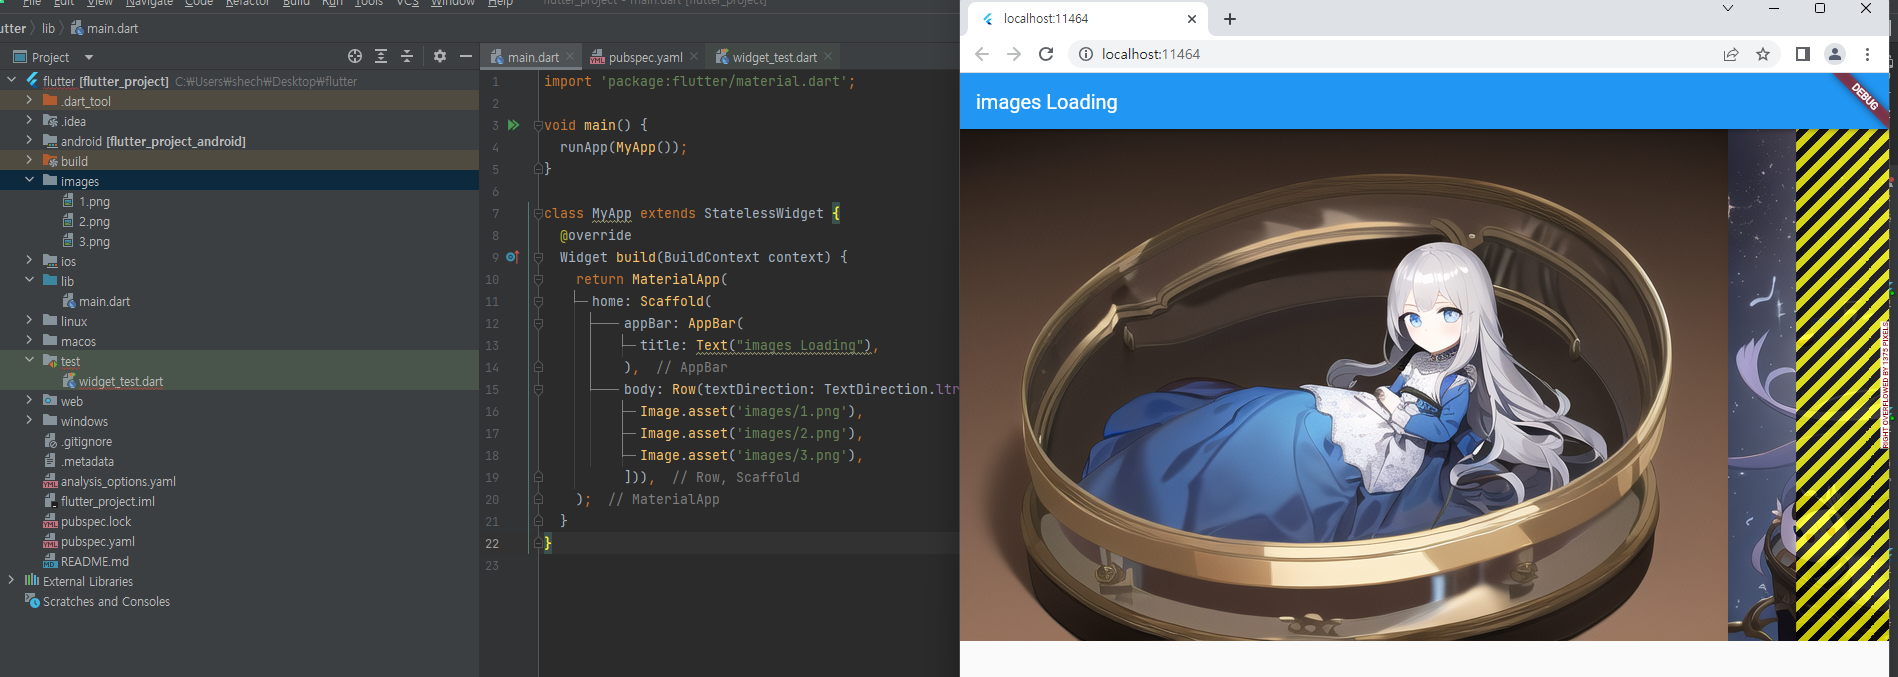 File Edit View Navigate Code Refactor Build Run Tools VCS Window Help flutter_project - main.dart [flutter_project]
utter lib main.dart
Project
main.dart
pubspec.yaml
widget_test.dart
flutter [flutter_project] C:₩Users₩shech₩Desktop₩flutter
.dart_tool
.idea
android [flutter_project_android]
build
images
1.png
2.png
3.png
ios
lib
main.dart
linux
macos
test
widget_test.dart
web
windows
.gitignore
.metadata
analysis_options.yaml
flutter_project.iml
pubspec.lock
pubspec.yaml
README.md
External Libraries
Scratches and Consoles
1 import 'package:flutter/material.dart';
2
3 void main() {
4 runApp(MyApp());
5 }
6
7 class MyApp extends StatelessWidget {
8 @override
9 Widget build(BuildContext context) {
10 return MaterialApp(
11 home: Scaffold(
12 appBar: AppBar(
13 title: Text("images Loading"),
14 ), // AppBar
15 body: Row(textDirection: TextDirection.ltr
16 Image.asset('images/1.png'),
17 Image.asset('images/2.png'),
18 Image.asset('images/3.png'),
19 ])), // Row, Scaffold
20 ); // MaterialApp
21 }
22 }
23
localhost:11464
localhost:11464
images Loading
DEBUG
RIGHT OVERFLOWED BY 1375 PIXELS